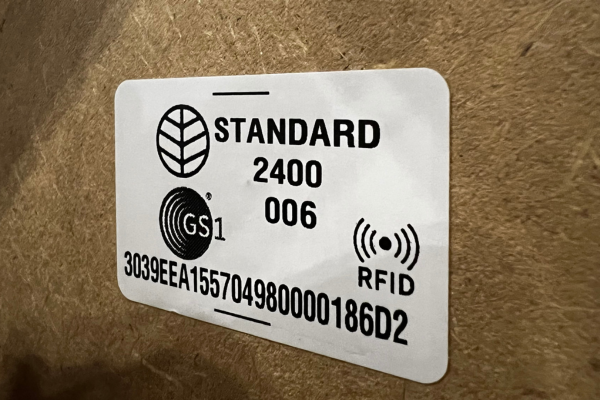 STANDARD
2400
006
GS1
®
RFID
3039EEA155704980000186D2